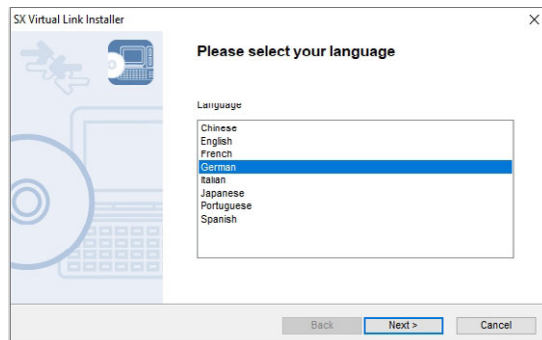 SX Virtual Link Installer
Please select your language
Language
Chinese
English
French
German
Italian
Japanese
Portuguese
Spanish
Back
Next >
Cancel